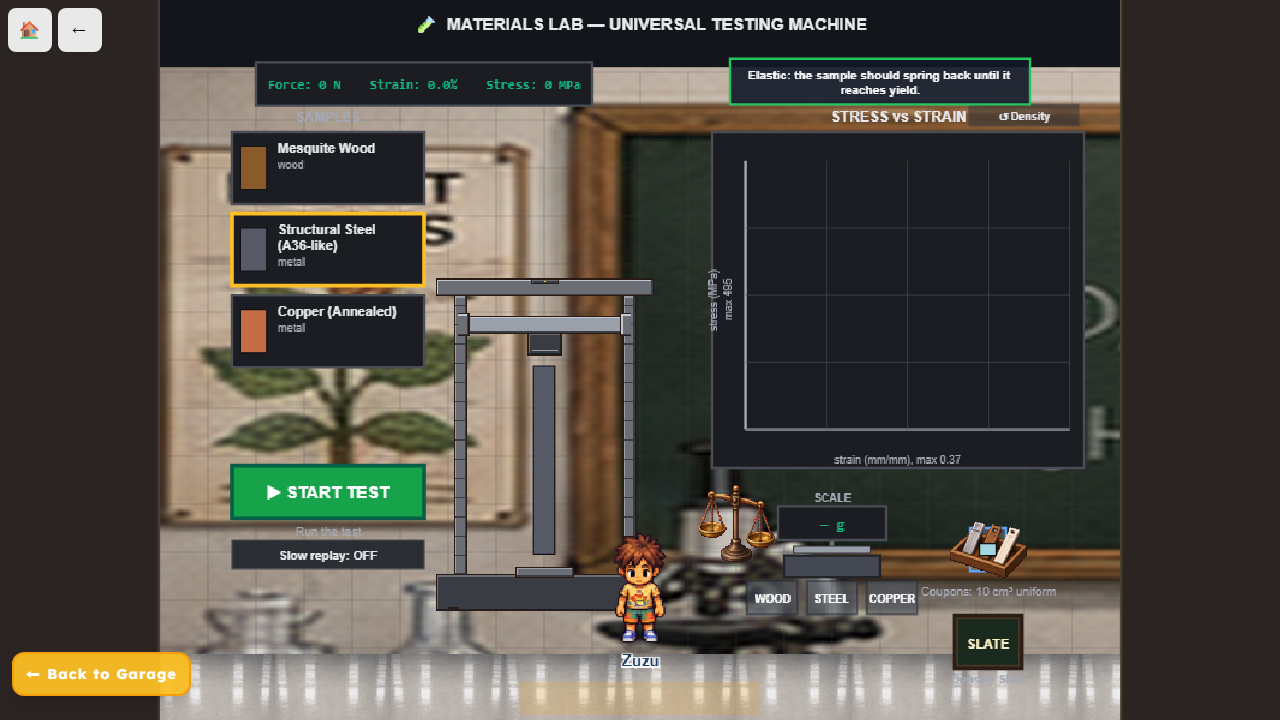 MATERIALS LAB — UNIVERSAL TESTING MACHINE
Force: 0 N Strain: 0.0% Stress: 0 MPa
Elastic: the sample should spring back until it
reaches yield.
SAMPLES
STRESS vs STRAIN
↺ Density
Mesquite Wood
wood
Structural Steel
(A36-like)
metal
Copper (Annealed)
metal
stress (MPa)
max 485
strain (mm/mm), max 0.37
▶ START TEST
Run the test
Slow replay: OFF
SCALE
— g
WOOD STEEL COPPER
Coupons: 10 cm³ uniform
SLATE
Zuzu
← Back to Garage